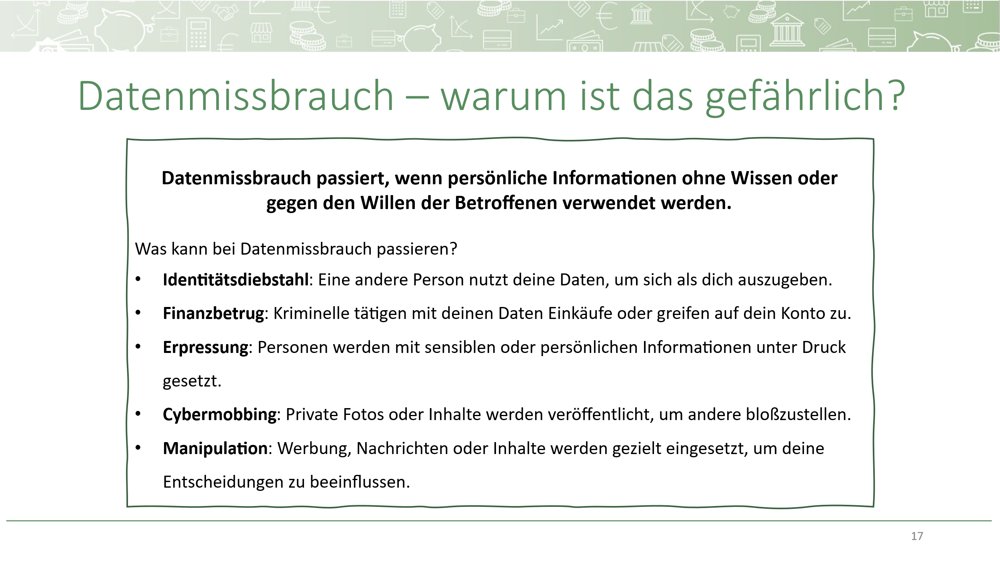 Datenmissbrauch – warum ist das gefährlich?
Datenmissbrauch passiert, wenn persönliche Informationen ohne Wissen oder
gegen den Willen der Betroffenen verwendet werden.
Was kann bei Datenmissbrauch passieren?
• Identitätsdiebstahl: Eine andere Person nutzt deine Daten, um sich als dich auszugeben.
• Finanzbetrug: Kriminelle tätigen mit deinen Daten Einkäufe oder greifen auf dein Konto zu.
• Erpressung: Personen werden mit sensiblen oder persönlichen Informationen unter Druck
gesetzt.
• Cybermobbing: Private Fotos oder Inhalte werden veröffentlicht, um andere bloßzustellen.
• Manipulation: Werbung, Nachrichten oder Inhalte werden gezielt eingesetzt, um deine
Entscheidungen zu beeinflussen.
17